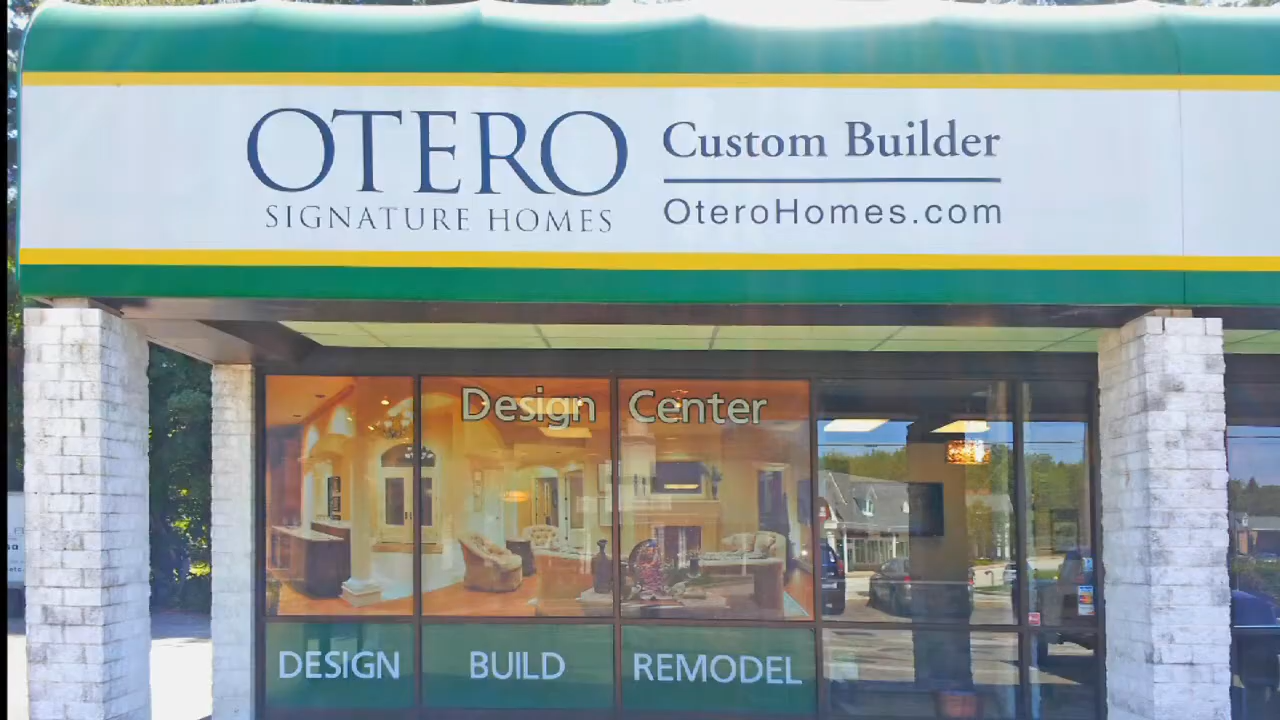 OTERO
SIGNATURE HOMES
Custom Builder
OteroHomes.com
Design Center
DESIGN BUILD REMODEL